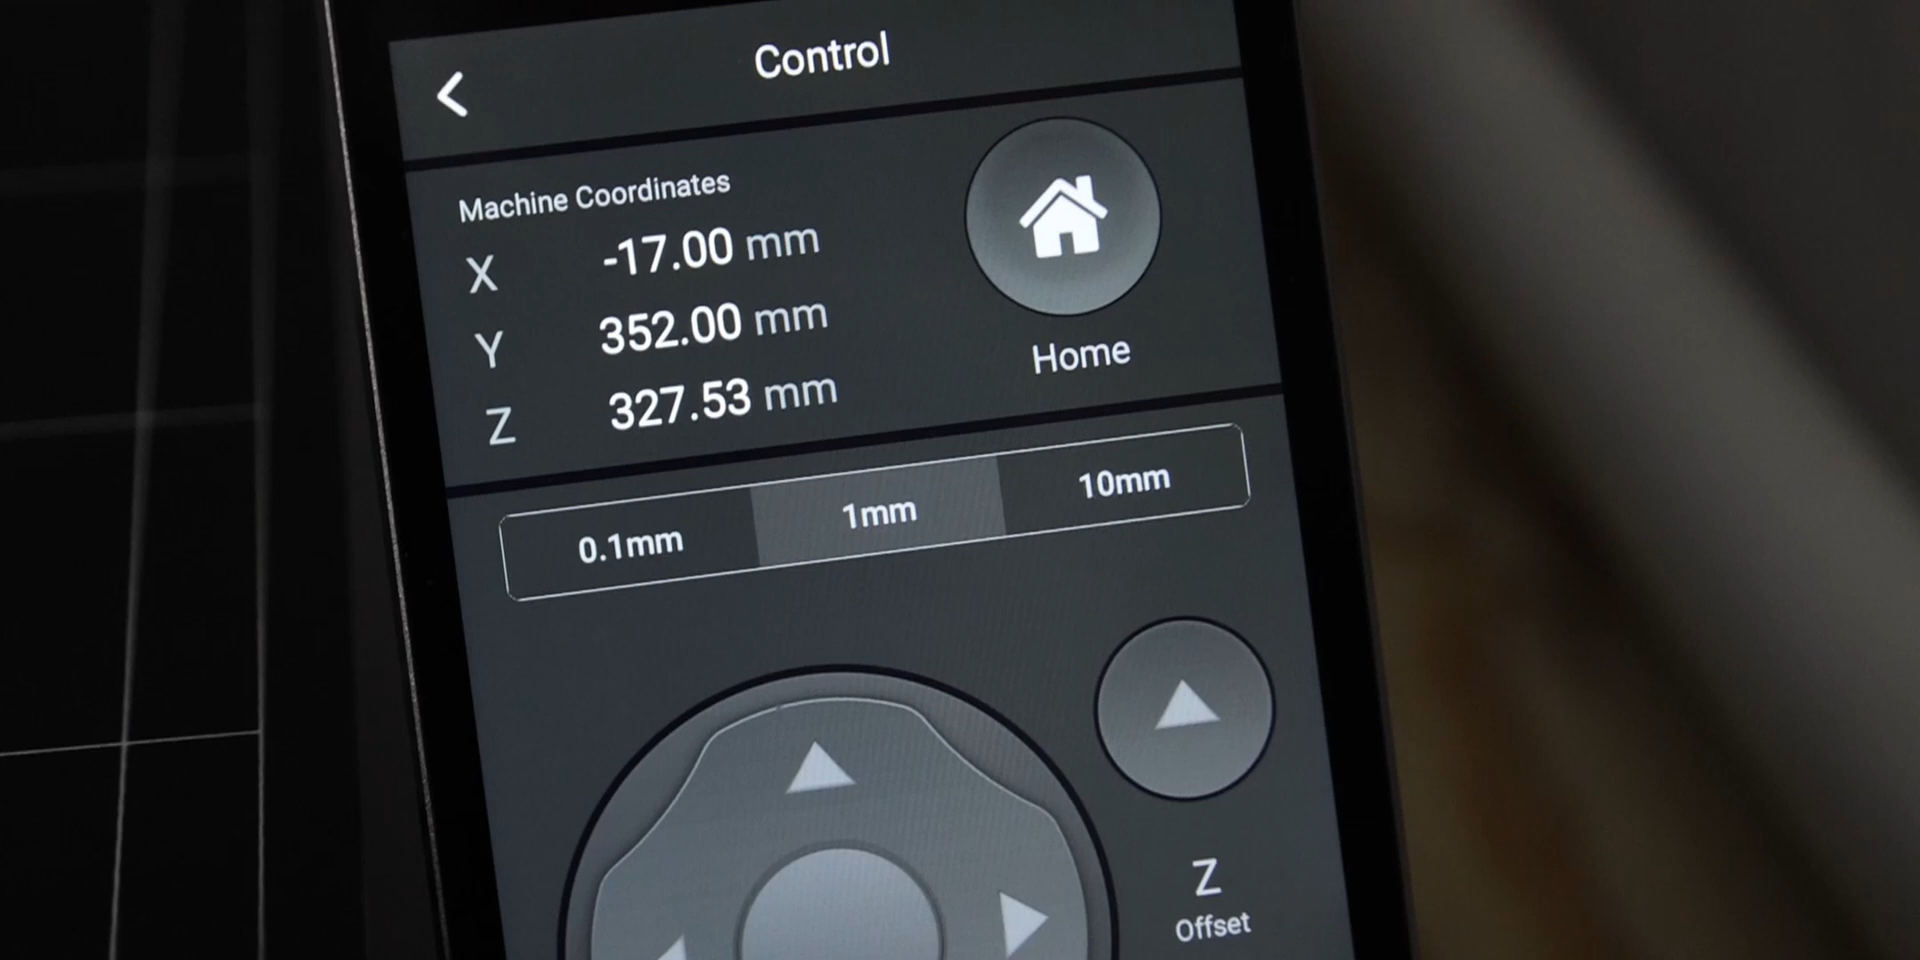 Control
Machine Coordinates
X -17.00 mm
Y 352.00 mm
Z 327.53 mm
Home
0.1mm 1mm 10mm
Z
Offset